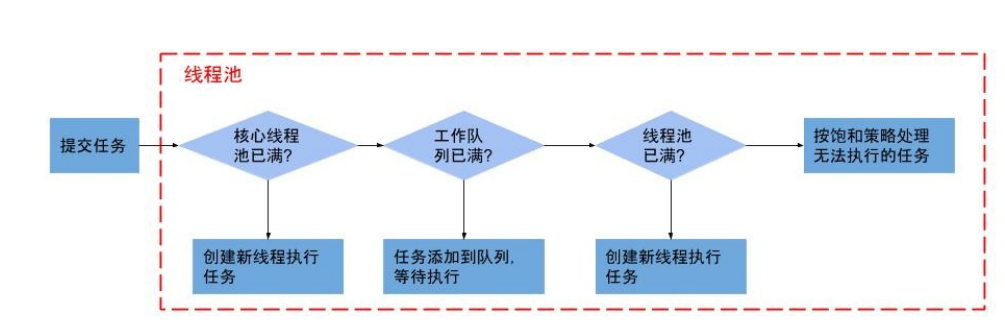 线程池
提交任务
核心线程
池已满?
工作队
列已满?
线程池
已满?
按饱和策略处理
无法执行的任务
创建新线程执行
任务
任务添加到队列,
等待执行
创建新线程执行
任务